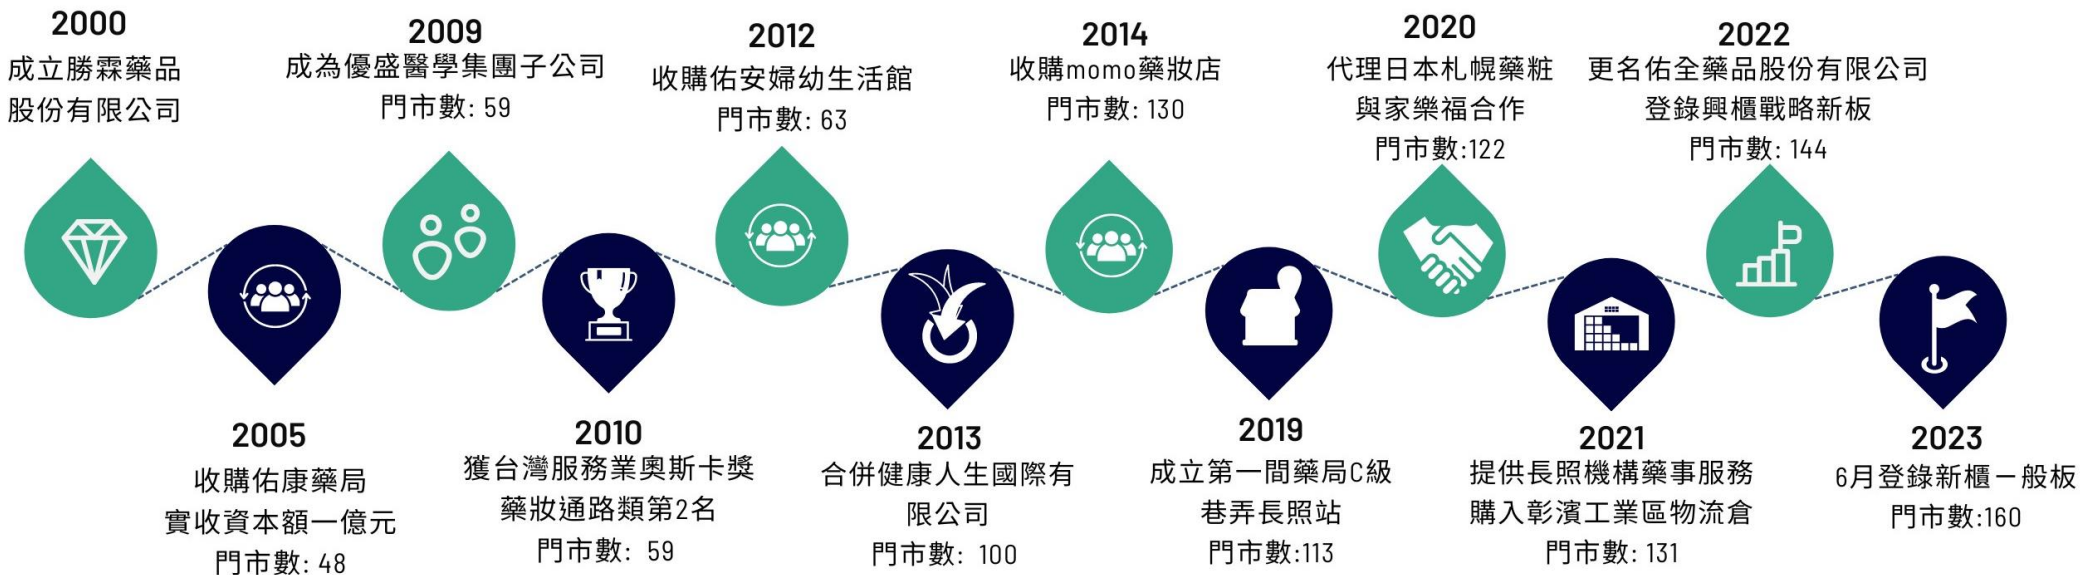 2000
成立勝霖藥品
股份有限公司
2005
收購佑康藥局
實收資本額一億元
門市數: 48
2009
成為優盛醫學集團子公司
門市數: 59
2010
獲台灣服務業奧斯卡獎
藥妝通路類第2名
門市數: 59
2012
收購佑安婦幼生活館
門市數: 63
2013
合併健康人生國際有
限公司
門市數: 100
2014
收購momo藥妝店
門市數: 130
2019
成立第一間藥局C級
巷弄長照站
門市數:113
2020
代理日本札幌藥粧
與家樂福合作
門市數:122
2021
提供長照機構藥事服務
購入彰濱工業區物流倉
門市數: 131
2022
更名佑全藥品股份有限公司
登錄興櫃戰略新板
門市數: 144
2023
6月登錄新櫃－般板
門市數:160